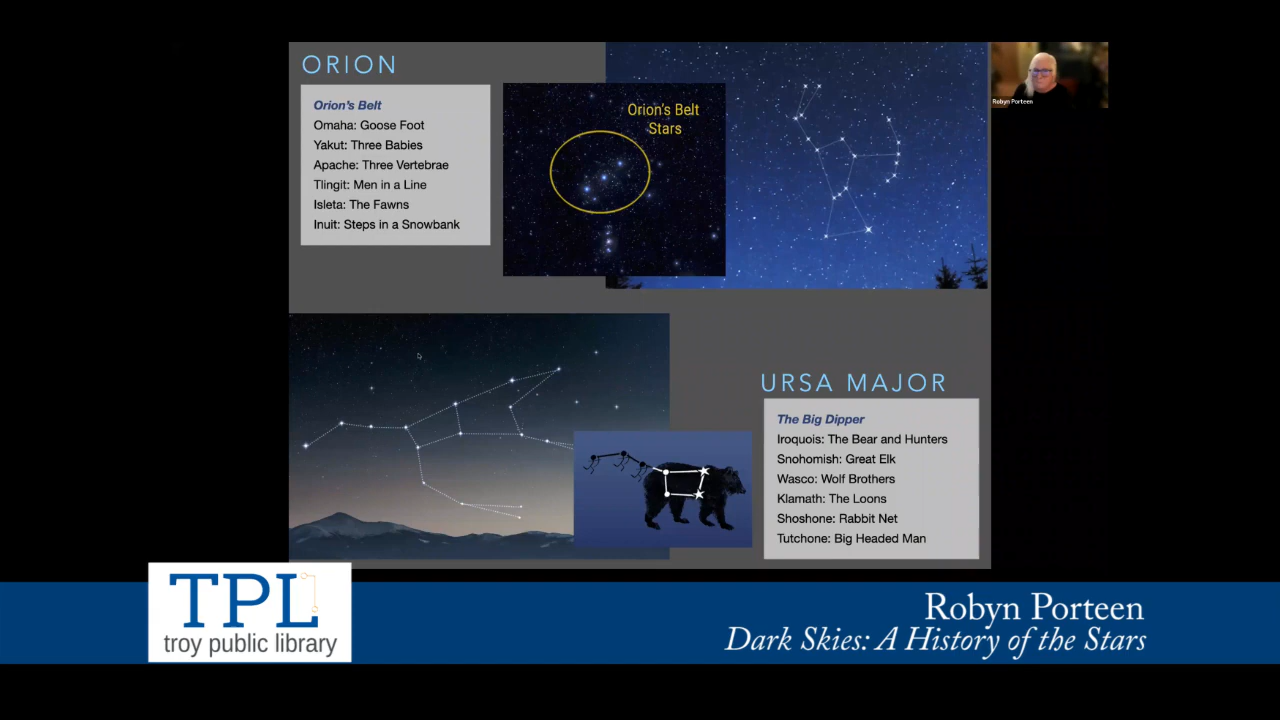 ORION
Orion's Belt
Omaha: Goose Foot
Yakut: Three Babies
Apache: Three Vertebrae
Tlingit: Men in a Line
Isleta: The Fawns
Inuit: Steps in a Snowbank
Orion's Belt
Stars
Robyn Porteen
URSA MAJOR
The Big Dipper
Iroquois: The Bear and Hunters
Snohomish: Great Elk
Wasco: Wolf Brothers
Klamath: The Loons
Shoshone: Rabbit Net
Tutchone: Big Headed Man
TPL
troy public library
Robyn Porteen
Dark Skies: A History of the Stars